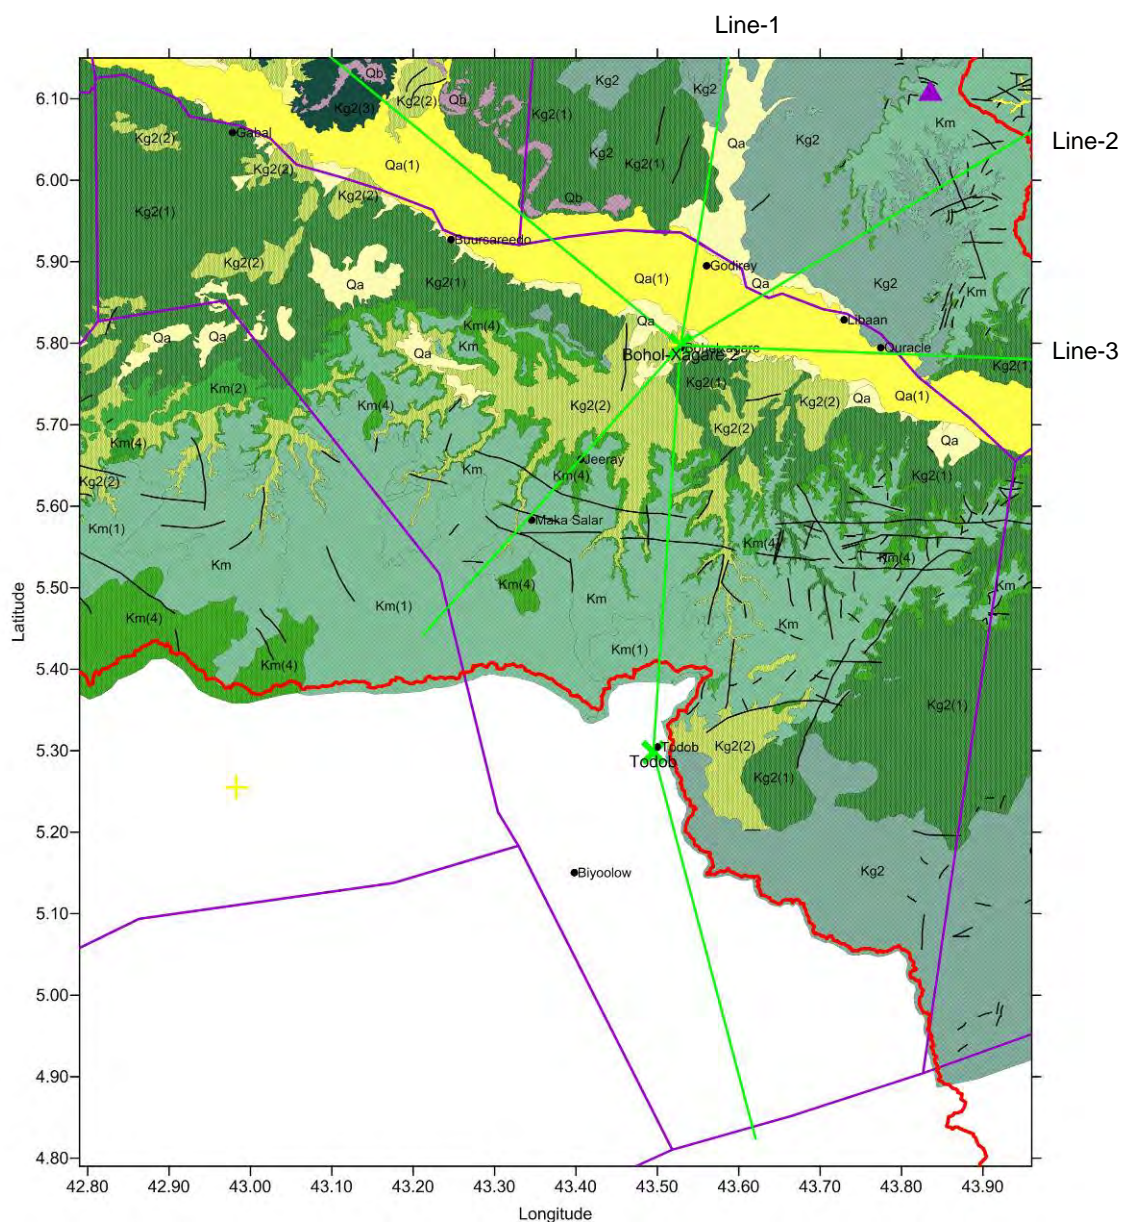 Line-1
6.10
Qb
Kg2
Kg2
Kg2(2)
Qb
Kg2(3)
Kg2(1)
Kg2
Km
Kg2(2)
Gabal
Kg2
Kg2(1)
Qa
Line-2
Qa(1)
6.00
Kg2(2)
Kg2(2)
Kg2(1)
Qb
Buursareedo
5.90
Kg2(2)
Godirey
Qa
Kg2(1)
Qa
Qa(1)
Kg2
Km
Qa
Libaan
5.80
Km(4)
Km
Qa
Qa
Qa
Bohol-Xagare-2
Quracle
Line-3
Kg2(1)
Km(2)
Kg2(1)
Kg2(2)
Kg2(2)
Qa
Qa(1)
5.70
Km(4)
Kg2(2)
Qa
Km(4)
Jeeray
Km
Km(4)
Kg2(1)
Kg2(2)
5.60
Km(1)
Maka Salar
Km(4)
Km(4)
Km
5.50
Km(4)
Km
Km
Km(1)
Km(4)
Km
Latitude
5.40
Km(4)
Km(1)
Kg2(1)
5.30
Todob
Todob
Kg2(2)
Kg2(1)
5.20
Biyoolow
Kg2
5.10
5.00
4.90
4.80
42.80 42.90 43.00 43.10 43.20 43.30 43.40 43.50 43.60 43.70 43.80 43.90
Longitude